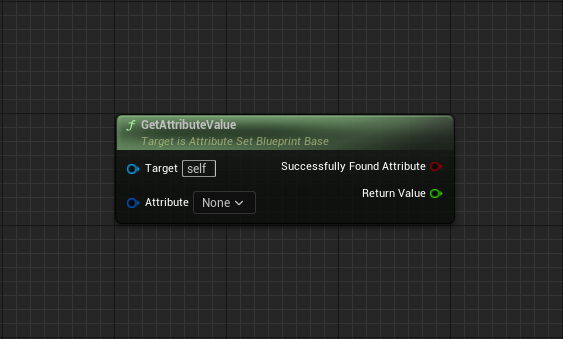 f GetAttributeValue
Target is Attribute Set Blueprint Base
Target self Successfully Found Attribute
Attribute None Return Value